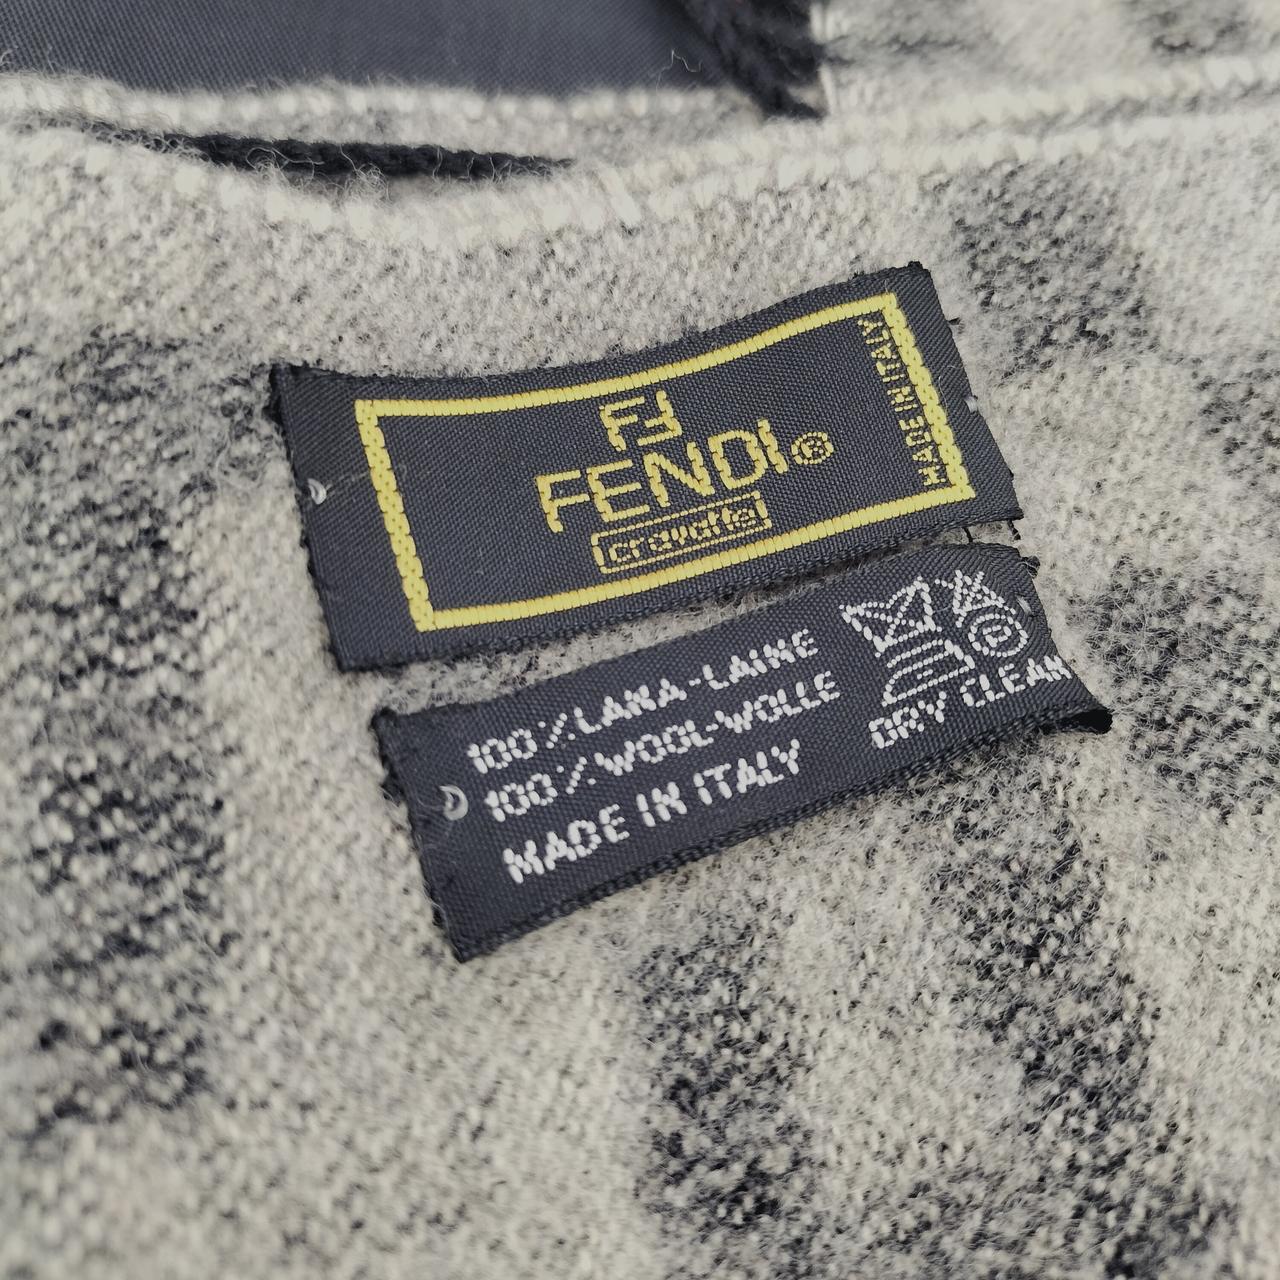 FF
FENDI®
cravatte
MADE IN ITALY
100% LANA-LAINE
100% WOOL-WOLLE
MADE IN ITALY
P
DRY CLEAN